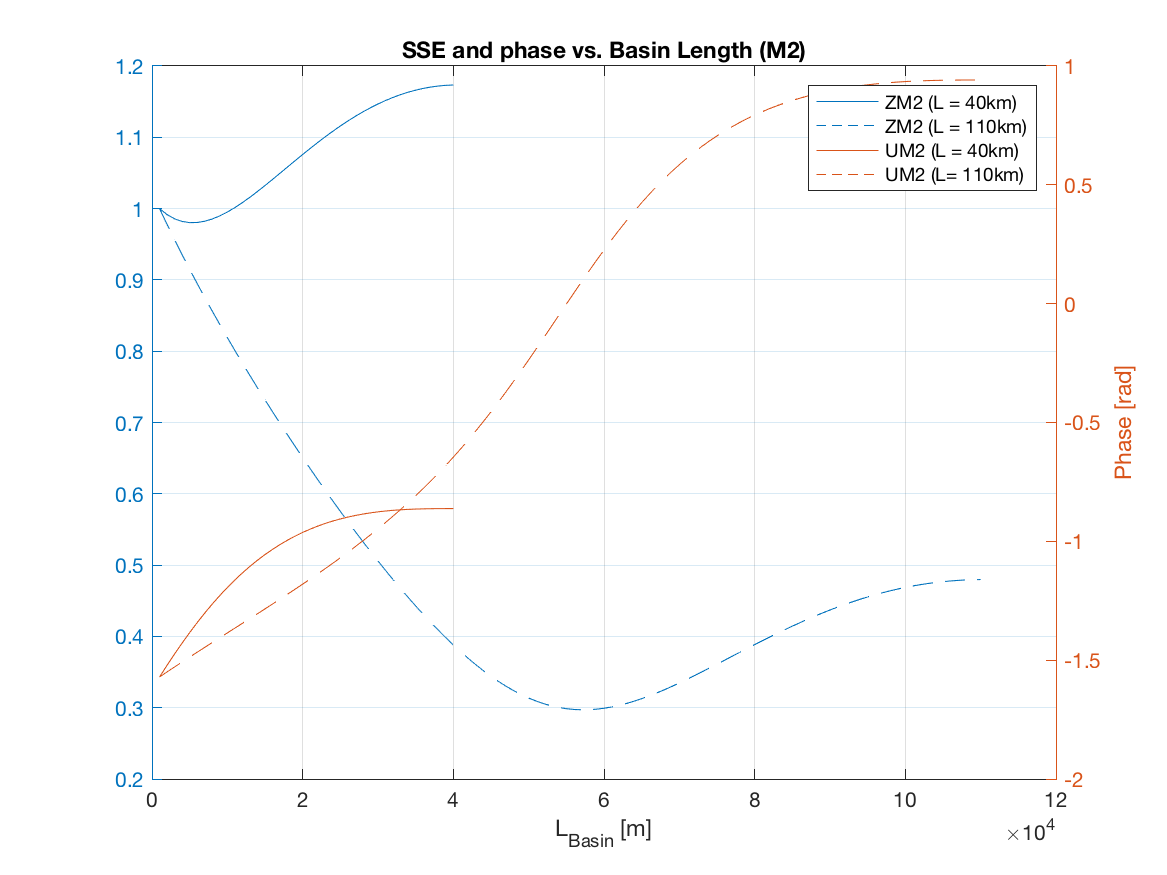 SSE and phase vs. Basin Length (M2)
1.2
1.1
1
0.9
0.8
0.7
0.6
0.5
0.4
0.3
0.2
1
0.5
0
-0.5
-1
-1.5
-2
Phase [rad]
ZM2 (L = 40km)
ZM2 (L = 110km)
UM2 (L = 40km)
UM2 (L= 110km)
0 2 4 6 8 10 12
×10^4
L_Basin [m]